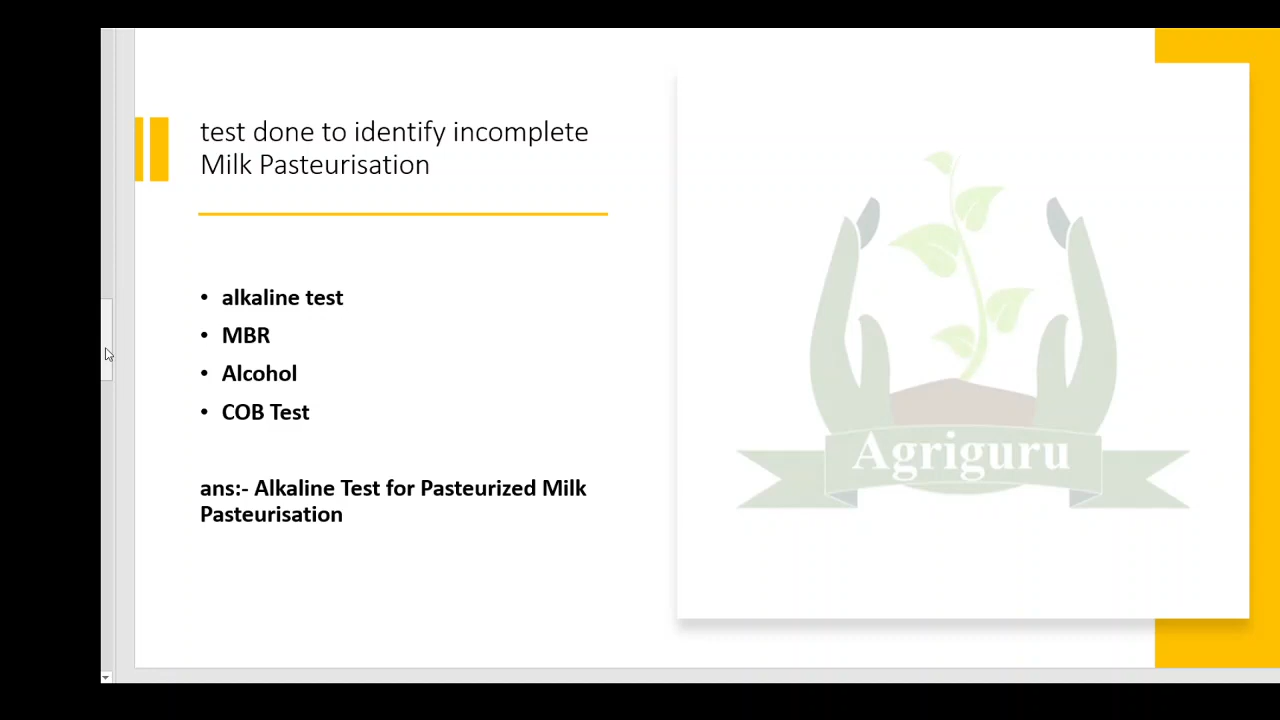 test done to identify incomplete
Milk Pasteurisation
• alkaline test
• MBR
• Alcohol
• COB Test
ans:- Alkaline Test for Pasteurized Milk
Pasteurisation
Agriguru